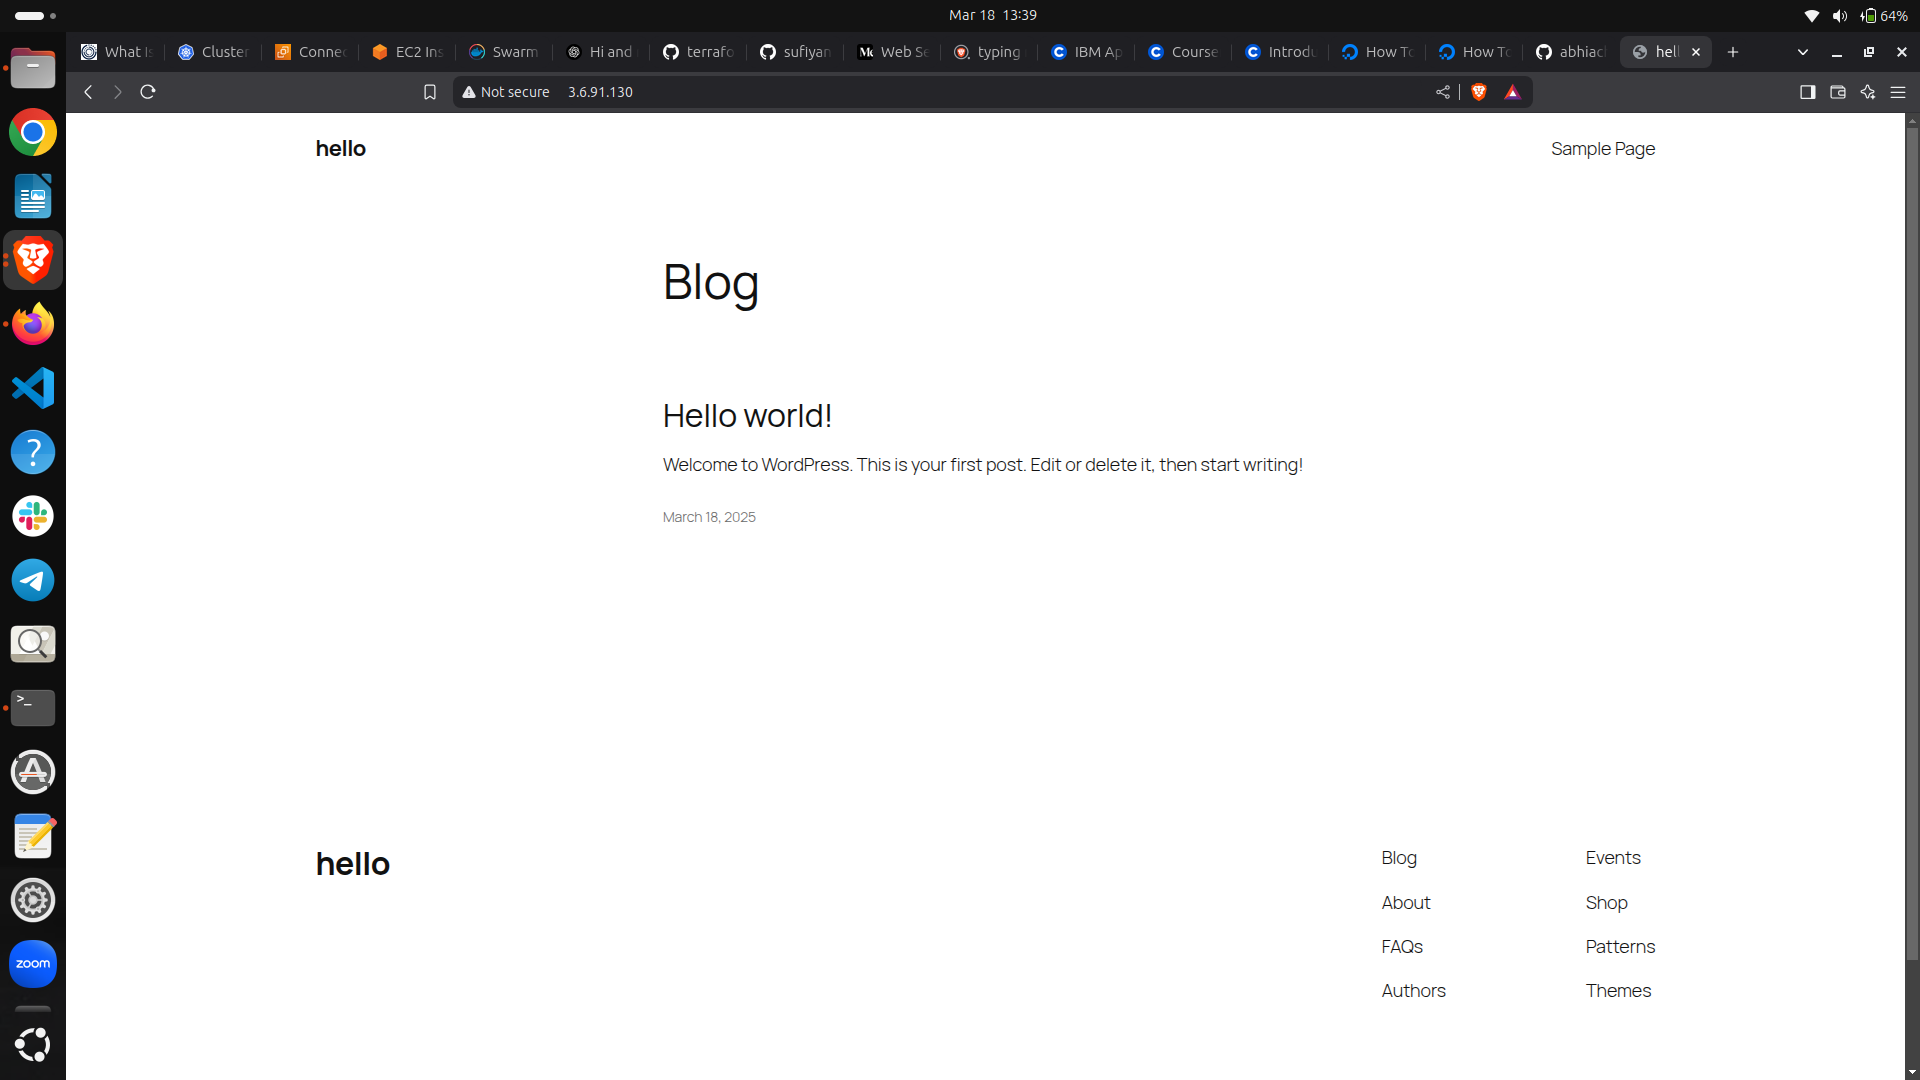 Mar 18 13:39
64%
What Is
Cluster
Connec
EC2 Ins
Swarm
Hi and
terrafo
sufiyan
Web Se
typing
IBM Ap
Course
Introdu
How To
How To
abhiach
hell
Not secure 3.6.91.130
hello
Sample Page
Blog
Hello world!
Welcome to WordPress. This is your first post. Edit or delete it, then start writing!
March 18, 2025
hello
Blog
Events
About
Shop
FAQs
Patterns
Authors
Themes
zoom